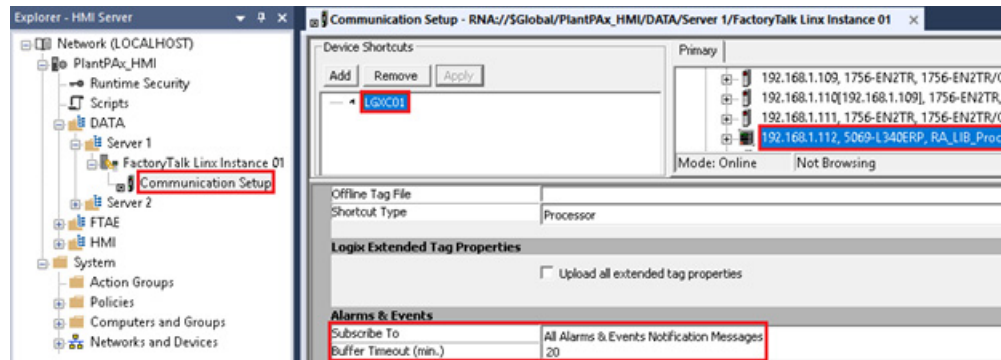 Explorer - HMI Server
Network (LOCALHOST)
PlantPAx_HMI
Runtime Security
Scripts
DATA
Server 1
FactoryTalk Linx Instance 01
Communication Setup
Server 2
FTAE
HMI
System
Action Groups
Policies
Computers and Groups
Networks and Devices
Communication Setup - RNA://$Global/PlantPAx_HMI/DATA/Server 1/FactoryTalk Linx Instance 01
Device Shortcuts
Add Remove Apply
LGXC01
Primary
192.168.1.109, 1756-EN2TR, 1756-EN2TR/
192.168.1.110[192.168.1.109], 1756-EN2TR,
192.168.1.111, 1756-EN2TR, 1756-EN2TR/
192.168.1.112, 5069-L340ERP, RA_LIB_Proc
Mode: Online Not Browsing
Offline Tag File
Shortcut Type Processor
Logix Extended Tag Properties
Upload all extended tag properties
Alarms & Events
Subscribe To All Alarms & Events Notification Messages
Buffer Timeout (min.) 20